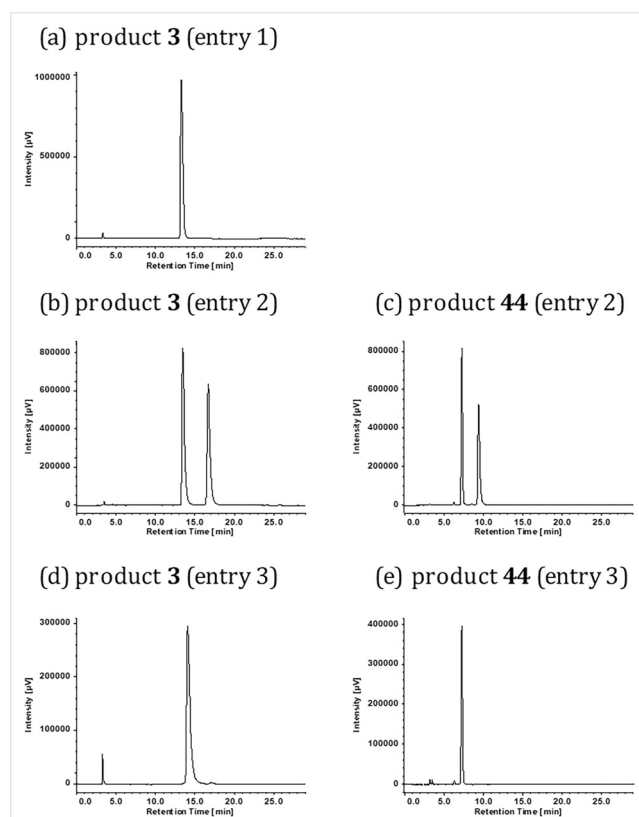 (a) product 3 (entry 1)
Intensity [µV]
1000000
500000
0
0.0 5.0 10.0 15.0 20.0 25.0
Retention Time [min]
(b) product 3 (entry 2)
Intensity [µV]
800000
600000
400000
200000
0
0.0 5.0 10.0 15.0 20.0 25.0
Retention Time [min]
(c) product 44 (entry 2)
Intensity [µV]
800000
600000
400000
200000
0
0.0 5.0 10.0 15.0 20.0 25.0
Retention Time [min]
(d) product 3 (entry 3)
Intensity [µV]
300000
200000
100000
0
0.0 5.0 10.0 15.0 20.0 25.0
Retention Time [min]
(e) product 44 (entry 3)
Intensity [µV]
400000
300000
200000
100000
0
0.0 5.0 10.0 15.0 20.0 25.0
Retention Time [min]